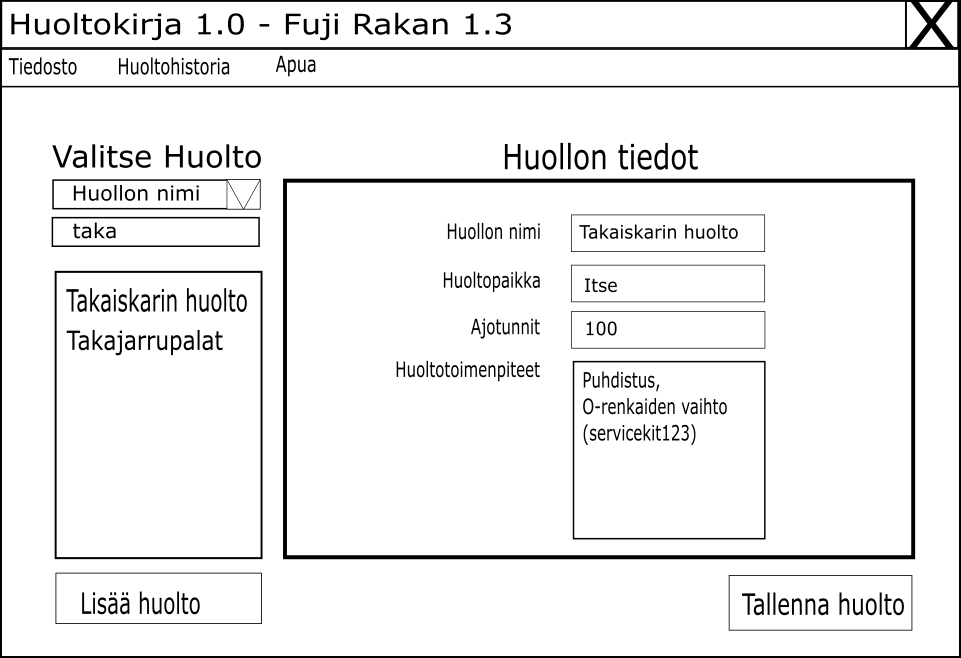 Huoltokirja 1.0 - Fuji Rakan 1.3
X
Tiedosto Huoltohistoria Apua
Valitse Huolto
Huollon nimi
taka
Takaiskarin huolto
Takajarrupalat
Lisää huolto
Huollon tiedot
Huollon nimi Takaiskarin huolto
Huoltopaikka Itse
Ajotunnit 100
Huoltotoimenpiteet
Puhdistus,
O-renkaiden vaihto
(servicekit123)
Tallenna huolto